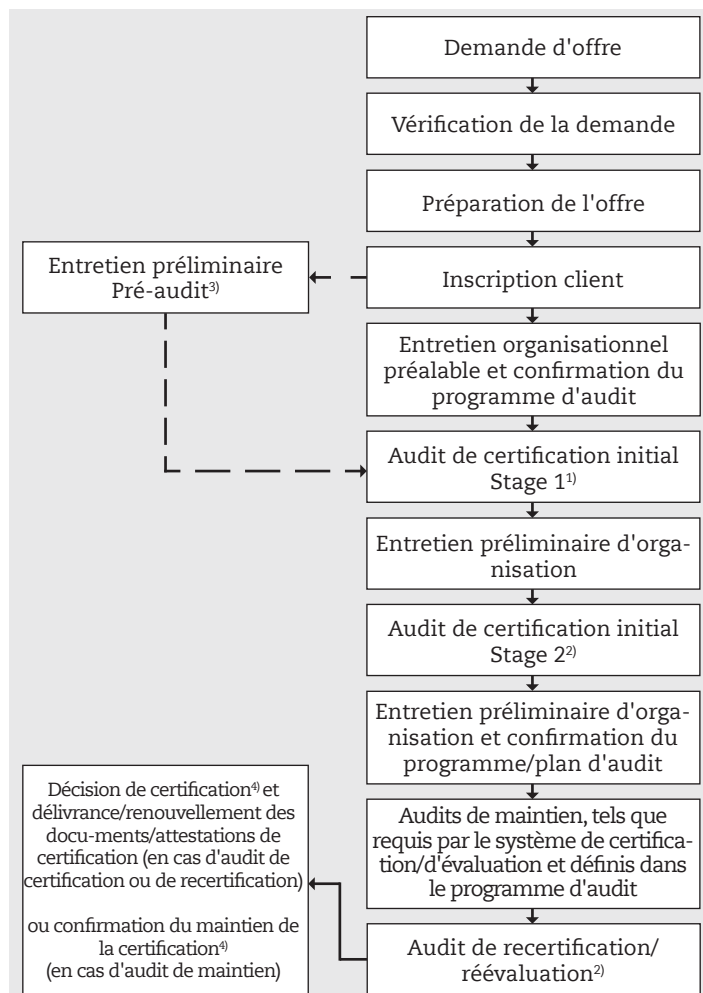 Demande d'offre
Vérification de la demande
Préparation de l'offre
Inscription client
Entretien préliminaire
Pré-audit³⁾
Entretien organisationnel
préalable et confirmation du
programme d'audit
Audit de certification initial
Stage 1¹⁾
Entretien préliminaire d'orga-
nisation
Audit de certification initial
Stage 2²⁾
Entretien préliminaire d'orga-
nisation et confirmation du
programme/plan d'audit
Audits de maintien, tels que
requis par le système de certifica-
tion/d'évaluation et définis dans
le programme d'audit
Audit de recertification/
réévaluation²⁾
Décision de certification⁴⁾ et
délivrance/renouvellement des
docu-ments/attestations de
certification (en cas d'audit de
certification ou de recertification)
ou confirmation du maintien de
la certification⁴⁾
(en cas d'audit de maintien)